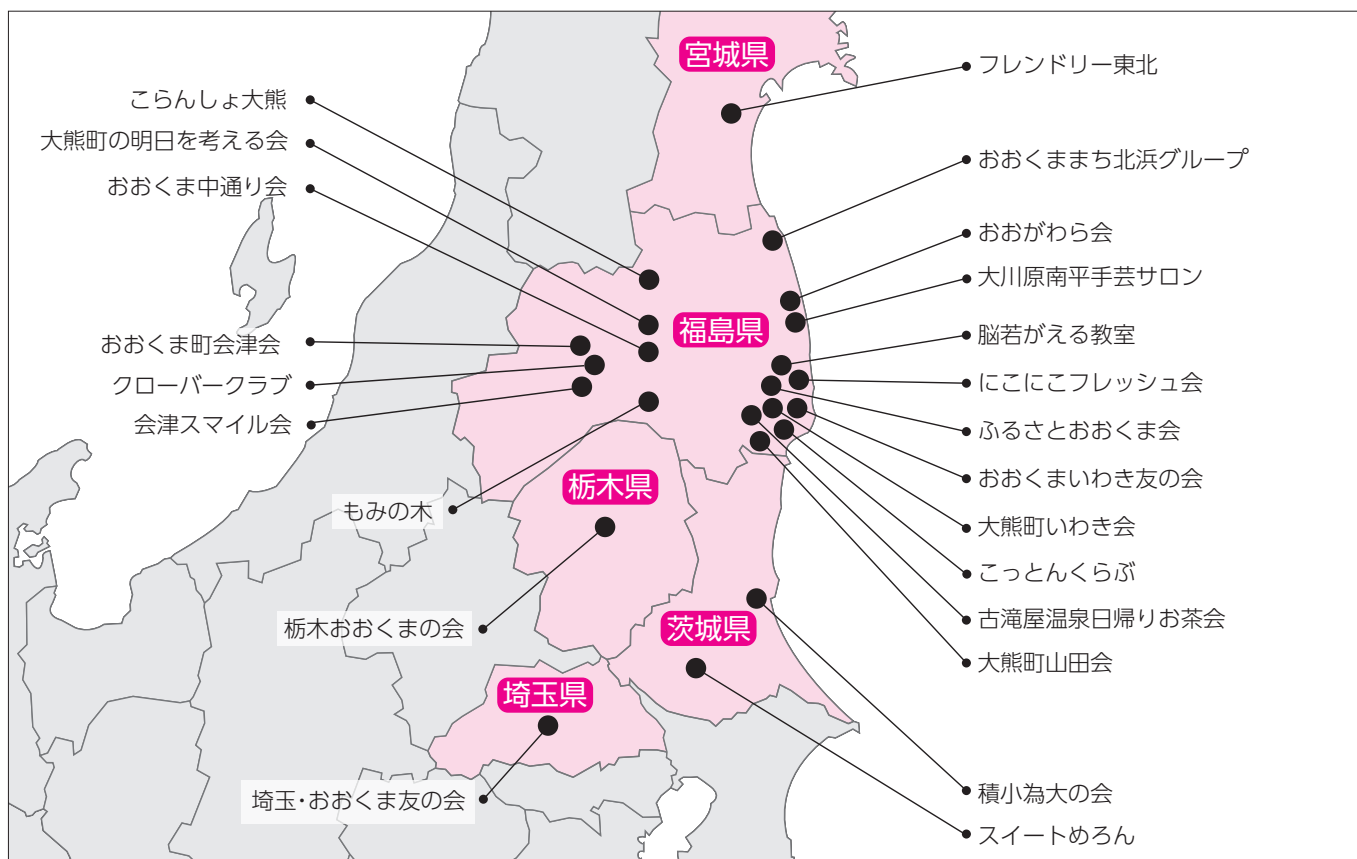 宮城県
フレンドリー東北
こらんしょ大熊
大熊町の明日を考える会
おおくま中通り会
おおくままち北浜グループ
おおがわら会
大川原南平手芸サロン
福島県
脳若がえる教室
おおくま町会津会
クローバークラブ
会津スマイル会
にこにこフレッシュ会
ふるさとおおくま会
おおくまいわき友の会
栃木県
もみの木
大熊町いわき会
こっとんくらぶ
古滝屋温泉日帰りお茶会
大熊町山田会
栃木おおくまの会
茨城県
埼玉県
埼玉・おおくま友の会
積小為大の会
スイートめろん